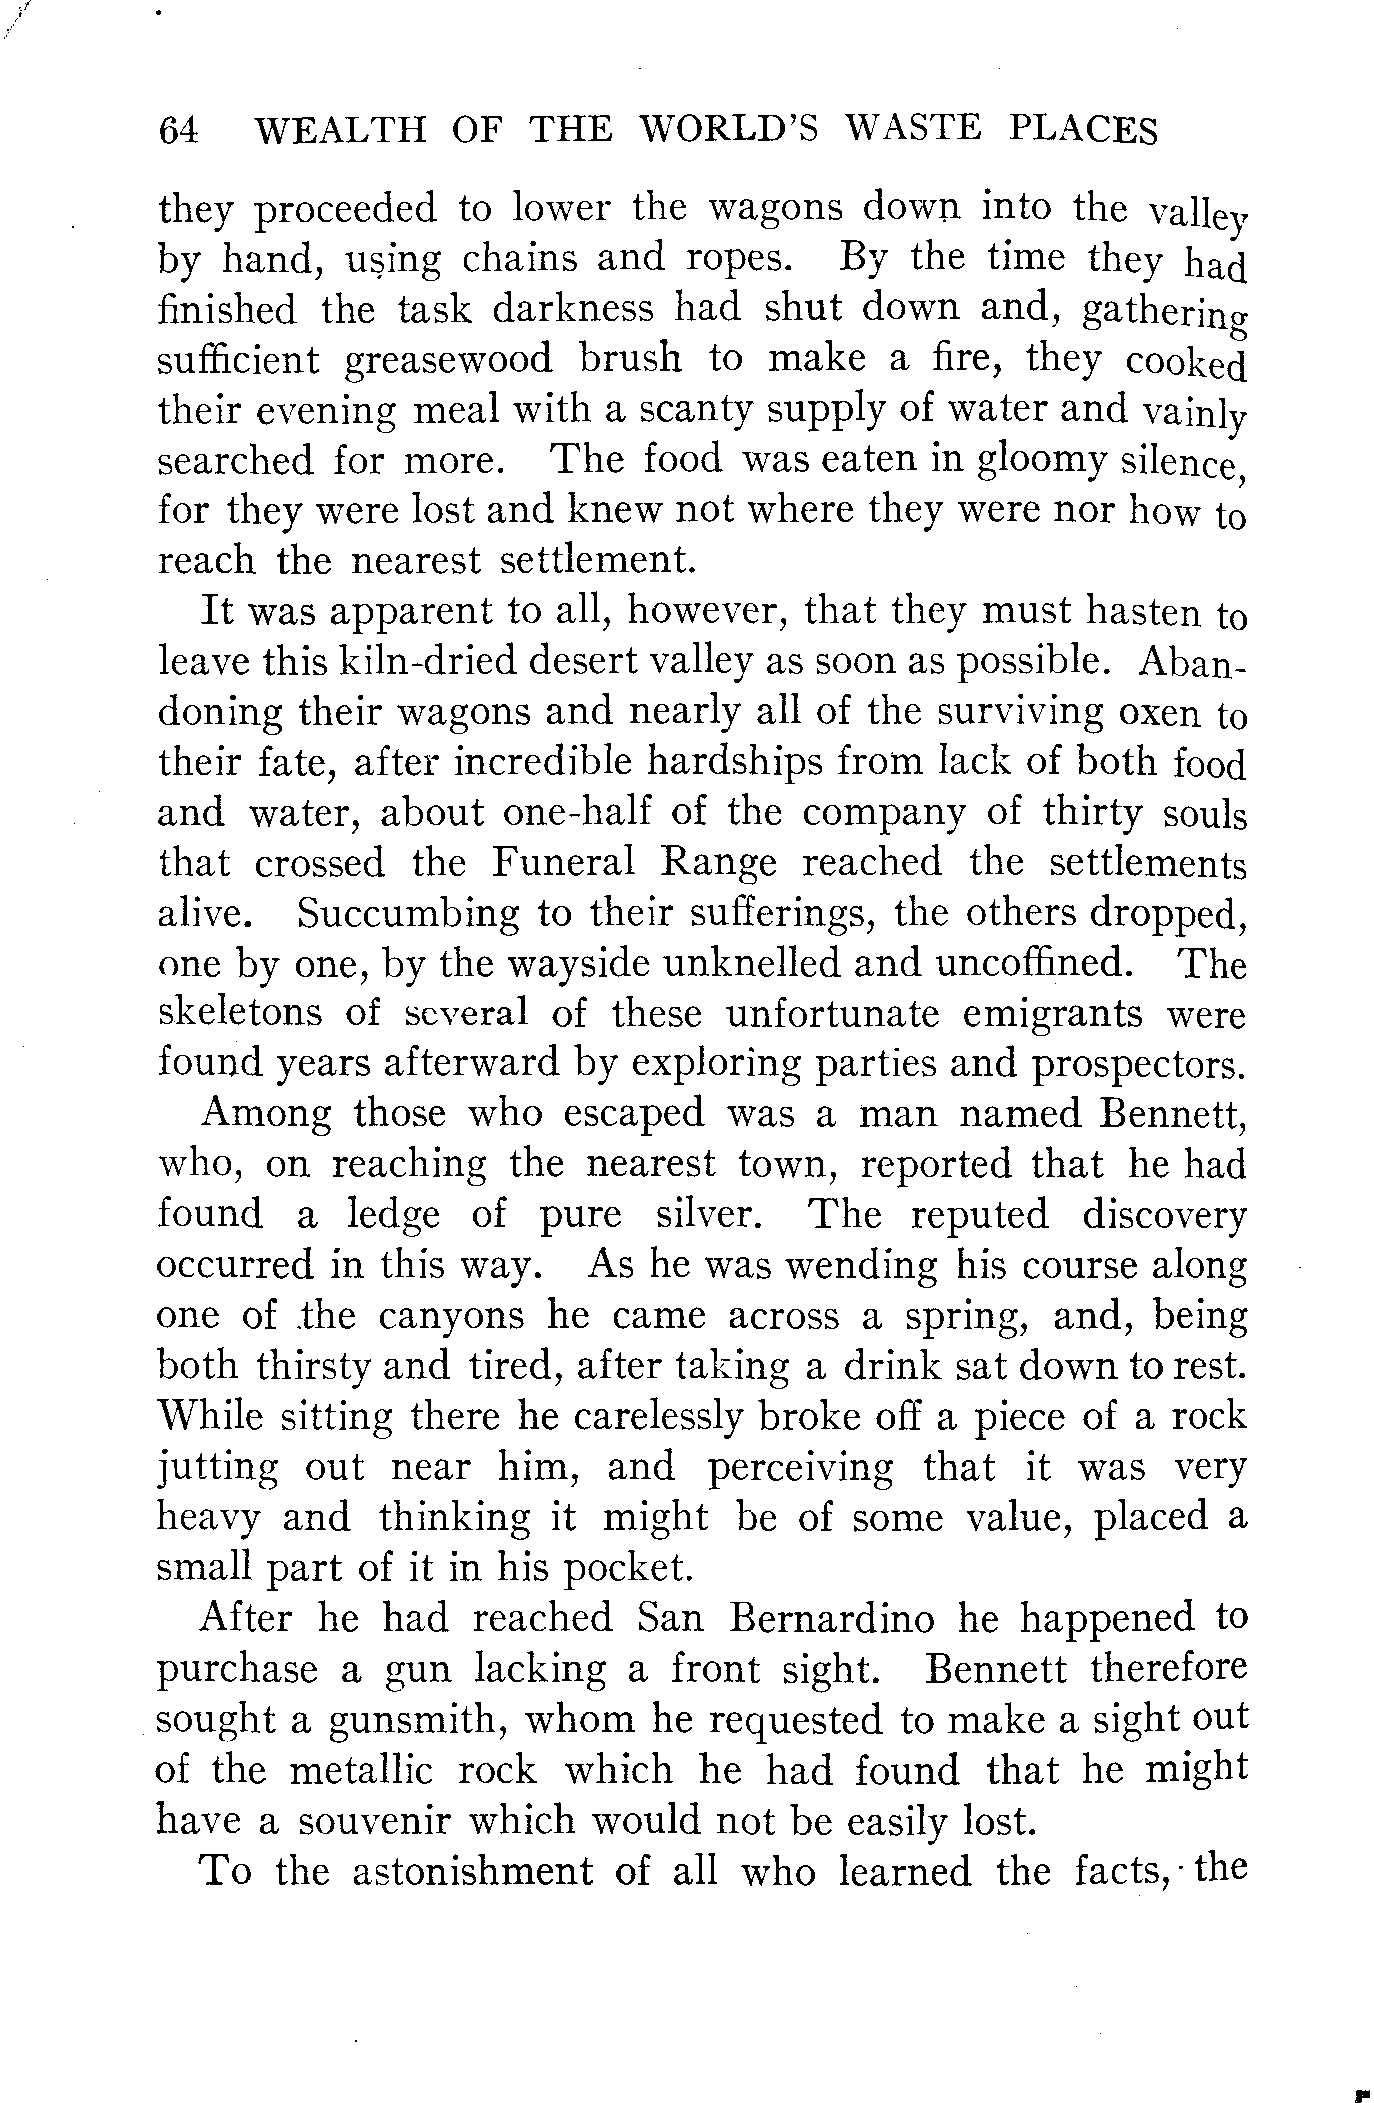 64 WEALTH OF THE WORLD'S WASTE PLACES
they proceeded to lower the wagons down into the valley
by hand, using chains and ropes. By the time they had
finished the task darkness had shut down and, gathering
sufficient greasewood brush to make a fire, they cooked
their evening meal with a scanty supply of water and vainly
searched for more. The food was eaten in gloomy silence,
for they were lost and knew not where they were nor how to
reach the nearest settlement.
It was apparent to all, however, that they must hasten to
leave this kiln-dried desert valley as soon as possible. Aban-
doning their wagons and nearly all of the surviving oxen to
their fate, after incredible hardships from lack of both food
and water, about one-half of the company of thirty souls
that crossed the Funeral Range reached the settlements
alive. Succumbing to their sufferings, the others dropped,
one by one, by the wayside unknelled and uncoffined. The
skeletons of several of these unfortunate emigrants were
found years afterward by exploring parties and prospectors.
Among those who escaped was a man named Bennett,
who, on reaching the nearest town, reported that he had
found a ledge of pure silver. The reputed discovery
occurred in this way. As he was wending his course along
one of the canyons he came across a spring, and, being
both thirsty and tired, after taking a drink sat down to rest.
While sitting there he carelessly broke off a piece of a rock
jutting out near him, and perceiving that it was very
heavy and thinking it might be of some value, placed a
small part of it in his pocket.
After he had reached San Bernardino he happened to
purchase a gun lacking a front sight. Bennett therefore
sought a gunsmith, whom he requested to make a sight out
of the metallic rock which he had found that he might
have a souvenir which would not be easily lost.
To the astonishment of all who learned the facts, the